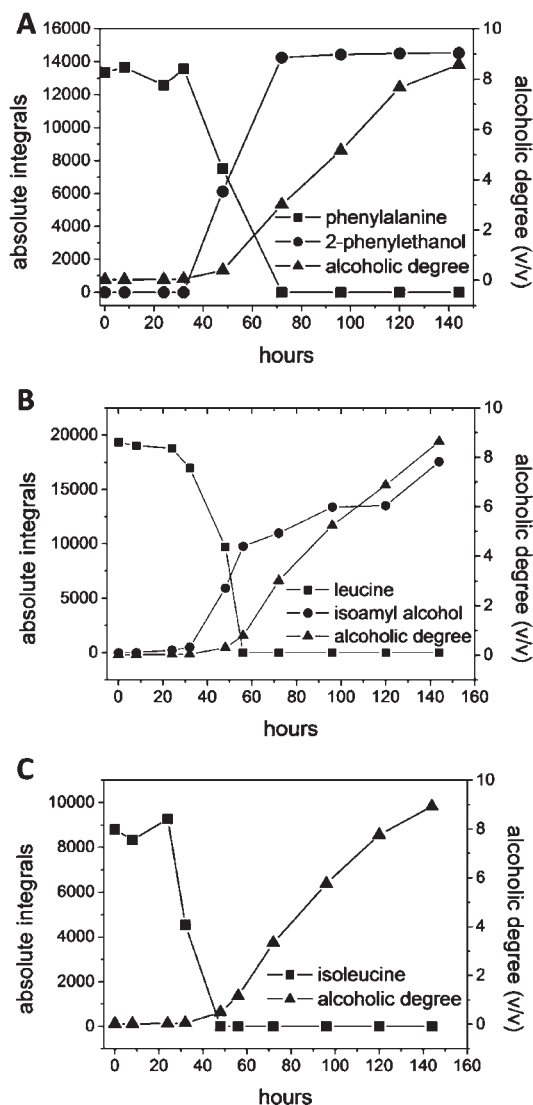 A
16000
14000
12000
10000
8000
6000
4000
2000
0
absolute integrals
10
8
6
4
2
0
alcoholic degree (v/v)
phenylalanine
2-phenylethanol
alcoholic degree
0 20 40 60 80 100 120 140
hours
B
20000
15000
10000
5000
0
absolute integrals
10
8
6
4
2
0
alcoholic degree (v/v)
leucine
isoamyl alcohol
alcoholic degree
0 20 40 60 80 100 120 140 160
hours
C
10000
8000
6000
4000
2000
0
absolute integrals
10
8
6
4
2
0
alcoholic degree (v/v)
isoleucine
alcoholic degree
0 20 40 60 80 100 120 140 160
hours